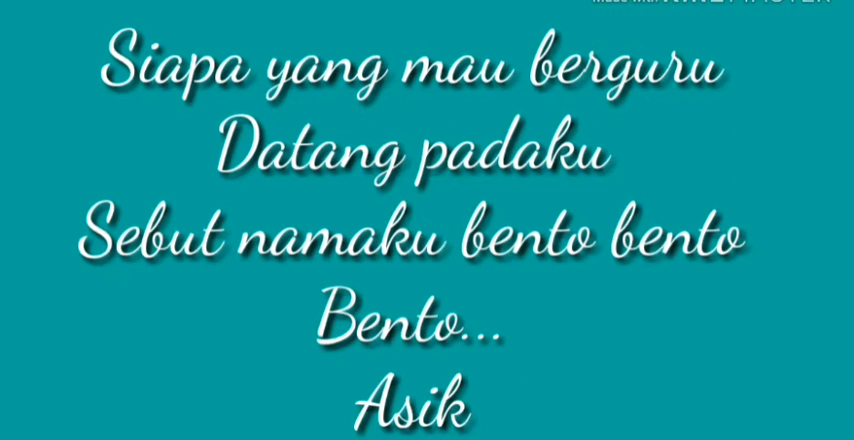 Siapa yang mau berguru
Datang padaku
Sebut namaku bento bento
Bento...
Asik